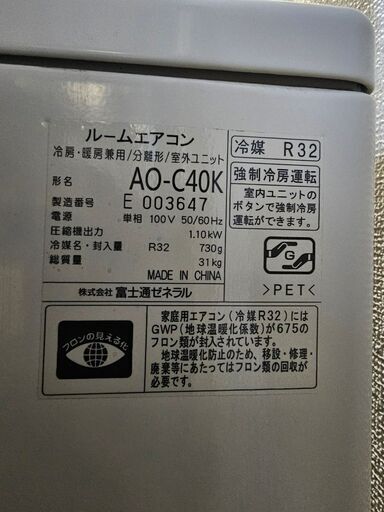 ルームエアコン
冷房・暖房兼用/分離形/室外ユニット
形名 AO-C40K
製造番号 E 003647
電源 単相 100V 50/60Hz
圧縮機出力 1.10kW
冷媒名・封入量 R32 730g
総質量 31kg
MADE IN CHINA
株式会社 富士通ゼネラル
冷媒 R32
強制冷房運転
室内ユニットの
ボタンで強制冷房
運転ができます。
G
>PET<
フロンの見える化
家庭用エアコン(冷媒R32)には
GWP(地球温暖化係数)が675の
フロン類が封入されています。
地球温暖化防止のため、移設・修理・
廃棄等にあたってはフロン類の回収が
必要です。